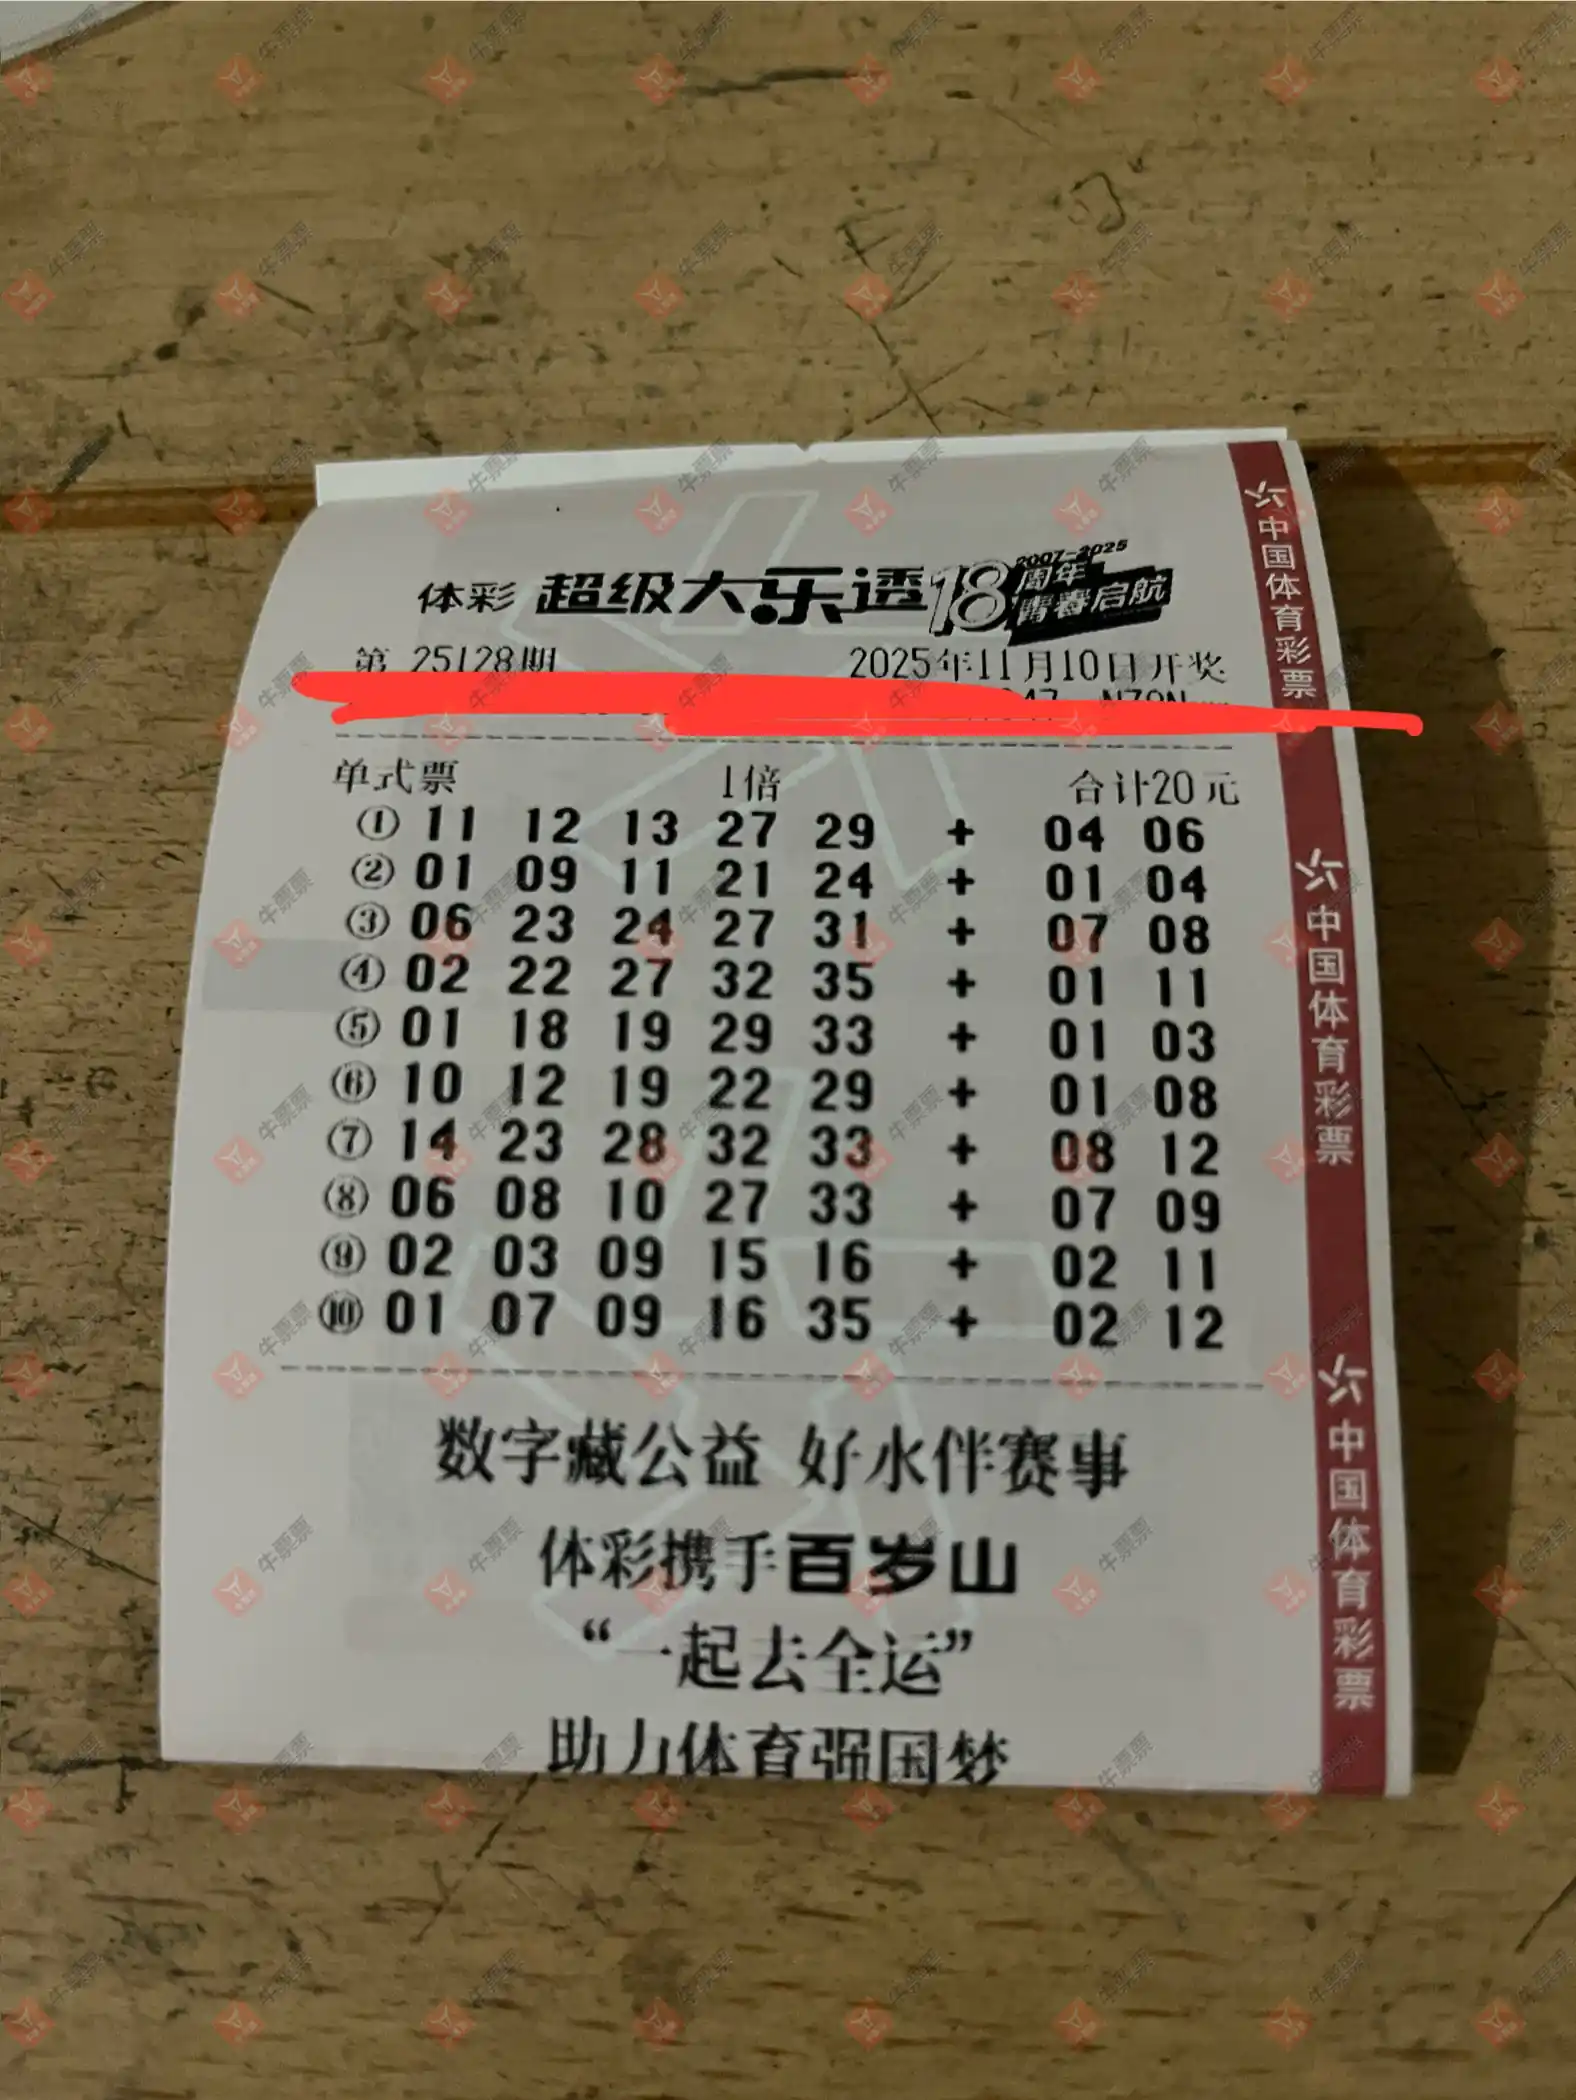 体彩 超级大乐透 18周年 2007-2025 青春启航
第 25128期 2025年11月10日开奖
单式票 1倍 合计20元
① 11 12 13 27 29 + 04 06
② 01 09 11 21 24 + 01 04
③ 06 23 24 27 31 + 07 08
④ 02 22 27 32 35 + 01 11
⑤ 01 18 19 29 33 + 01 03
⑥ 10 12 19 22 29 + 01 08
⑦ 14 23 28 32 33 + 08 12
⑧ 06 08 10 27 33 + 07 09
⑨ 02 03 09 15 16 + 02 11
⑩ 01 07 09 16 35 + 02 12
数字藏公益 好水伴赛事
体彩携手百岁山
“一起去全运”
助力体育强国梦
中国体育彩票
中国体育彩票
中国体育彩票
牛票票